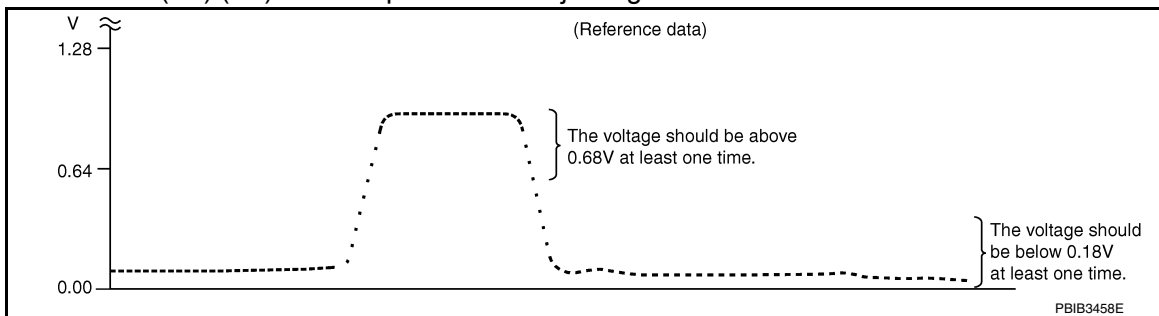 V
(Reference data)
1.28
The voltage should be above
0.68V at least one time.
0.64
The voltage should
be below 0.18V
at least one time.
0.00
PBIB3458E